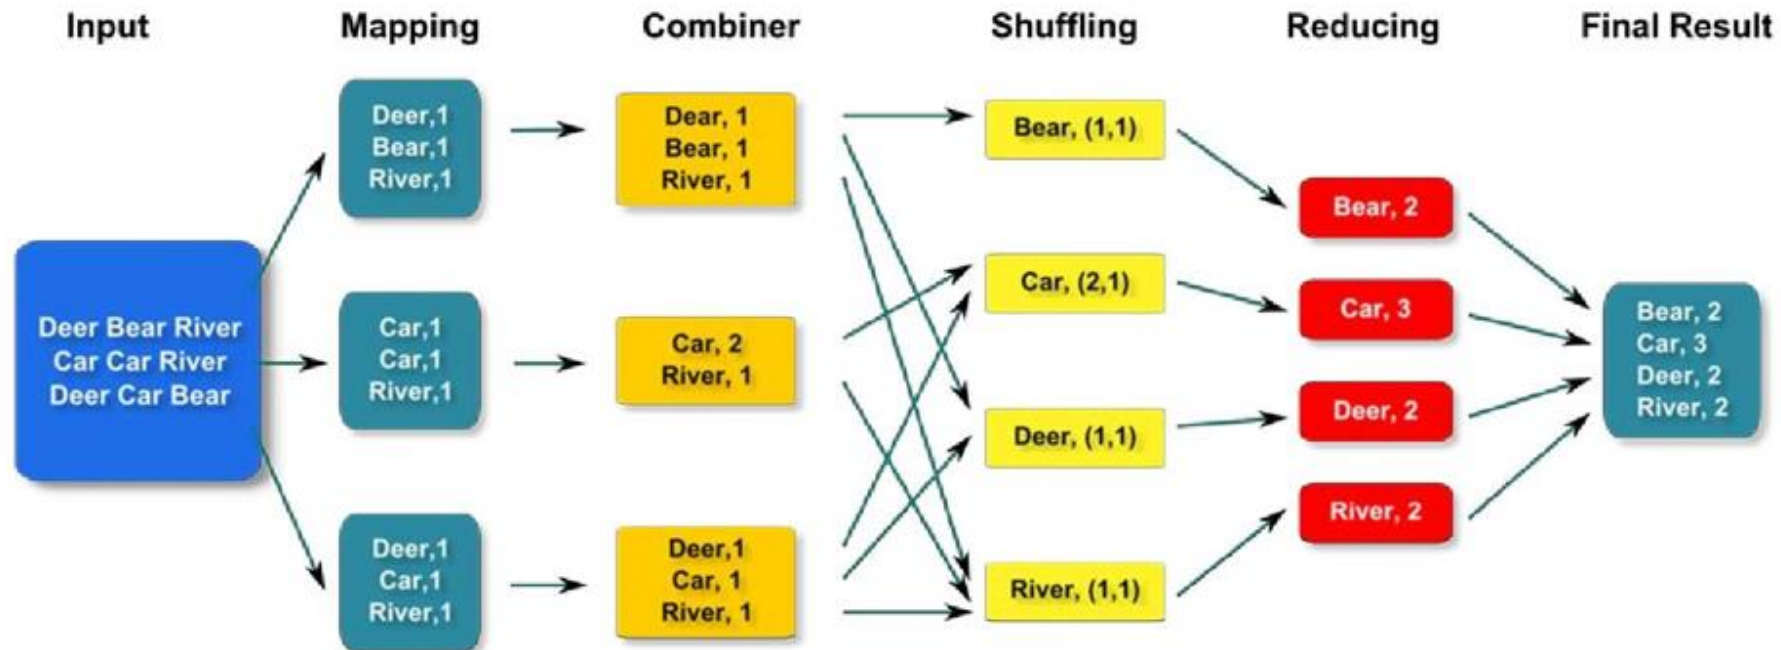 Input
Mapping
Combiner
Shuffling
Reducing
Final Result
Deer Bear River
Car Car River
Deer Car Bear
Deer,1
Bear,1
River,1
Car,1
Car,1
River,1
Deer,1
Car,1
River,1
Dear, 1
Bear, 1
River, 1
Car, 2
River, 1
Deer,1
Car, 1
River, 1
Bear, (1,1)
Car, (2,1)
Deer, (1,1)
River, (1,1)
Bear, 2
Car, 3
Deer, 2
River, 2
Bear, 2
Car, 3
Deer, 2
River, 2